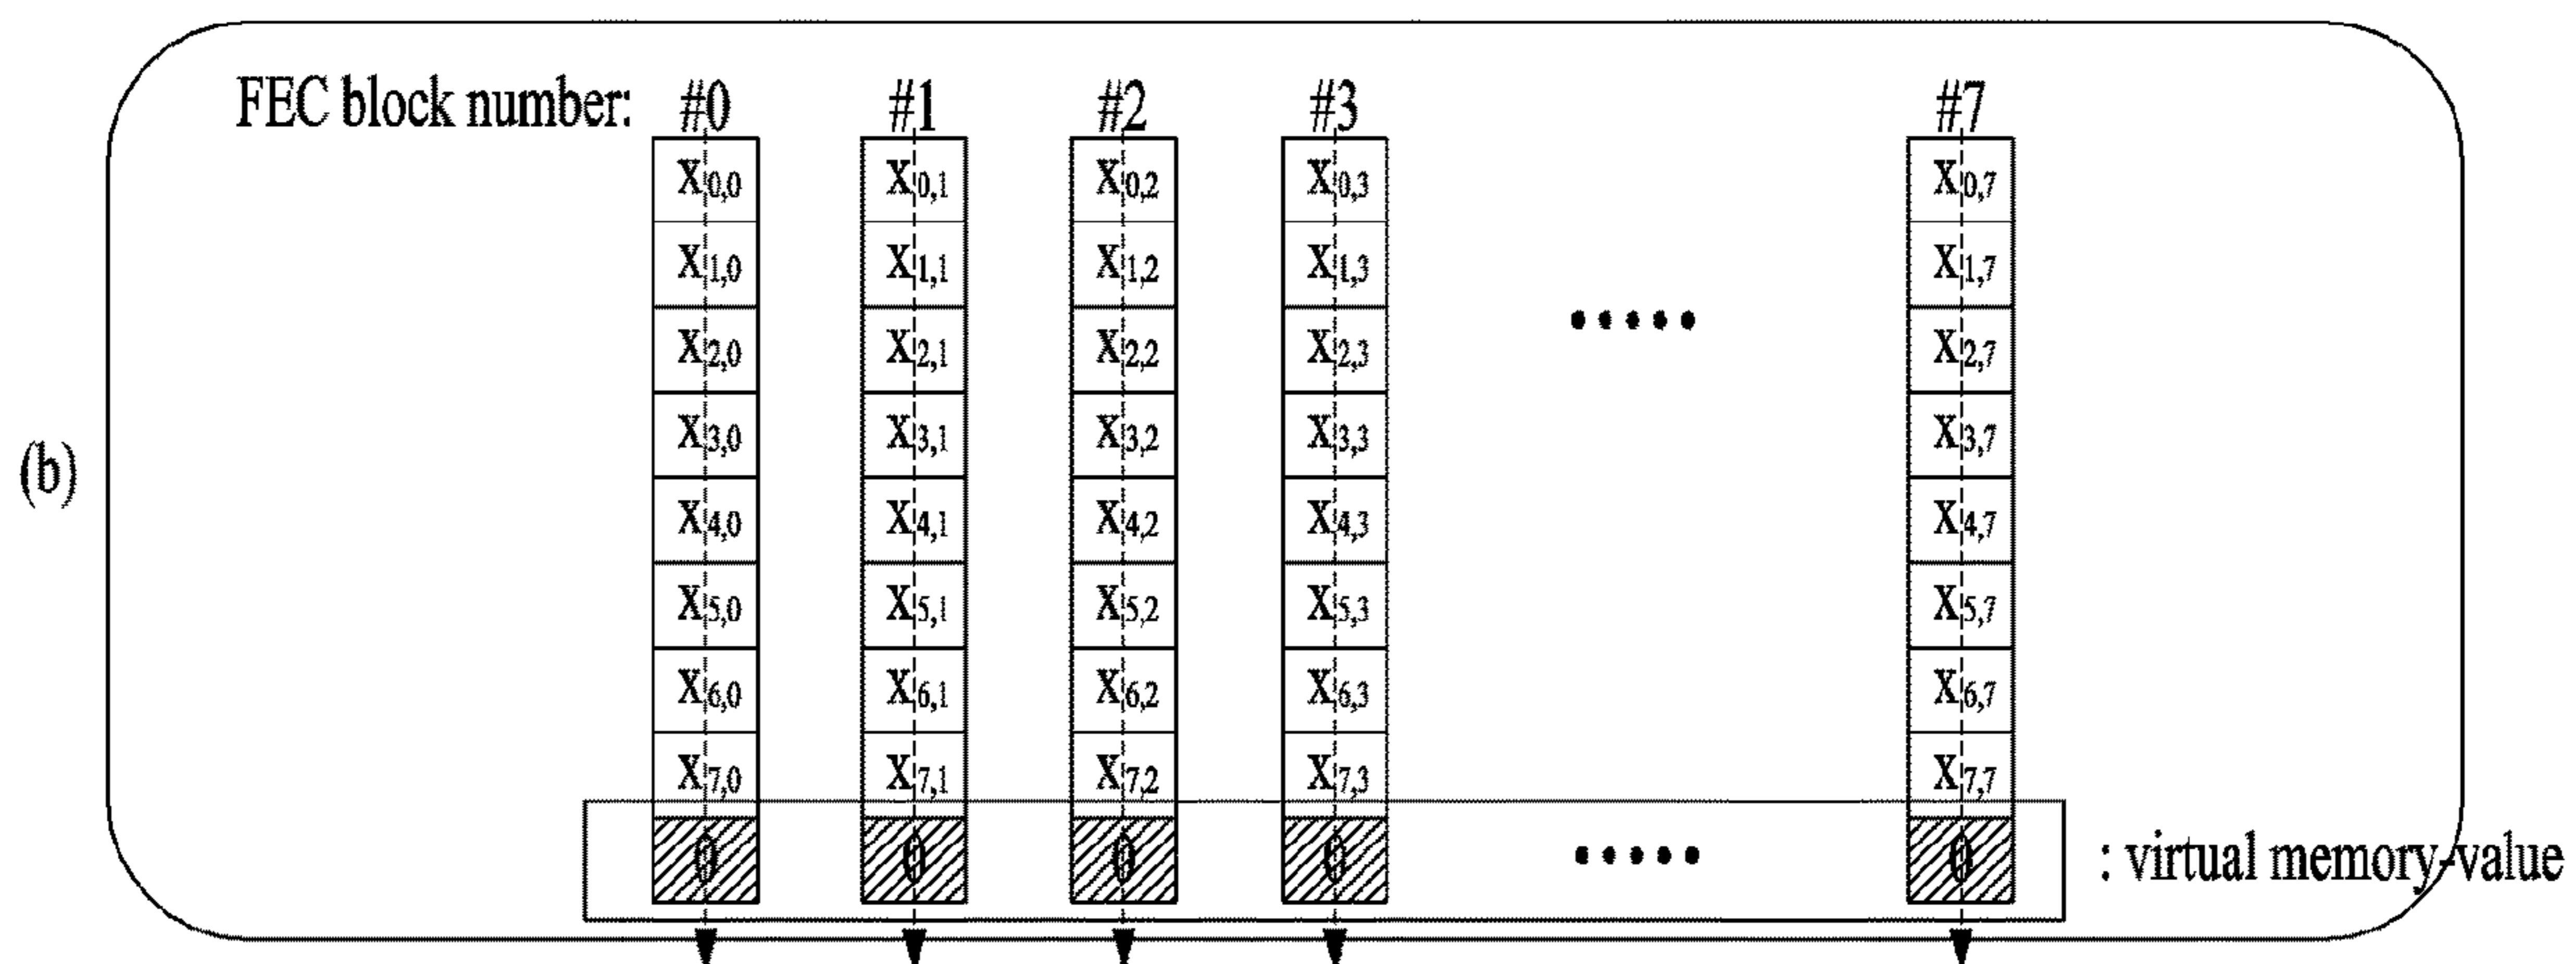 FEC block number: #0 #1 #2 #3 #7
X0,0 X0,1 X0,2 X0,3 X0,7
X1,0 X1,1 X1,2 X1,3 X1,7
X2,0 X2,1 X2,2 X2,3 ..... X2,7
X3,0 X3,1 X3,2 X3,3 X3,7
(b)
X4,0 X4,1 X4,2 X4,3 X4,7
X5,0 X5,1 X5,2 X5,3 X5,7
X6,0 X6,1 X6,2 X6,3 X6,7
X7,0 X7,1 X7,2 X7,3 X7,7
0 0 0 0 ..... 0 : virtual memory-value